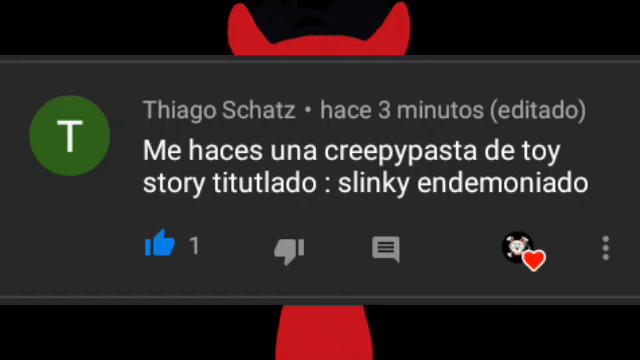 T
Thiago Schatz • hace 3 minutos (editado)
Me haces una creepypasta de toy
story titutlado : slinky endemoniado
1